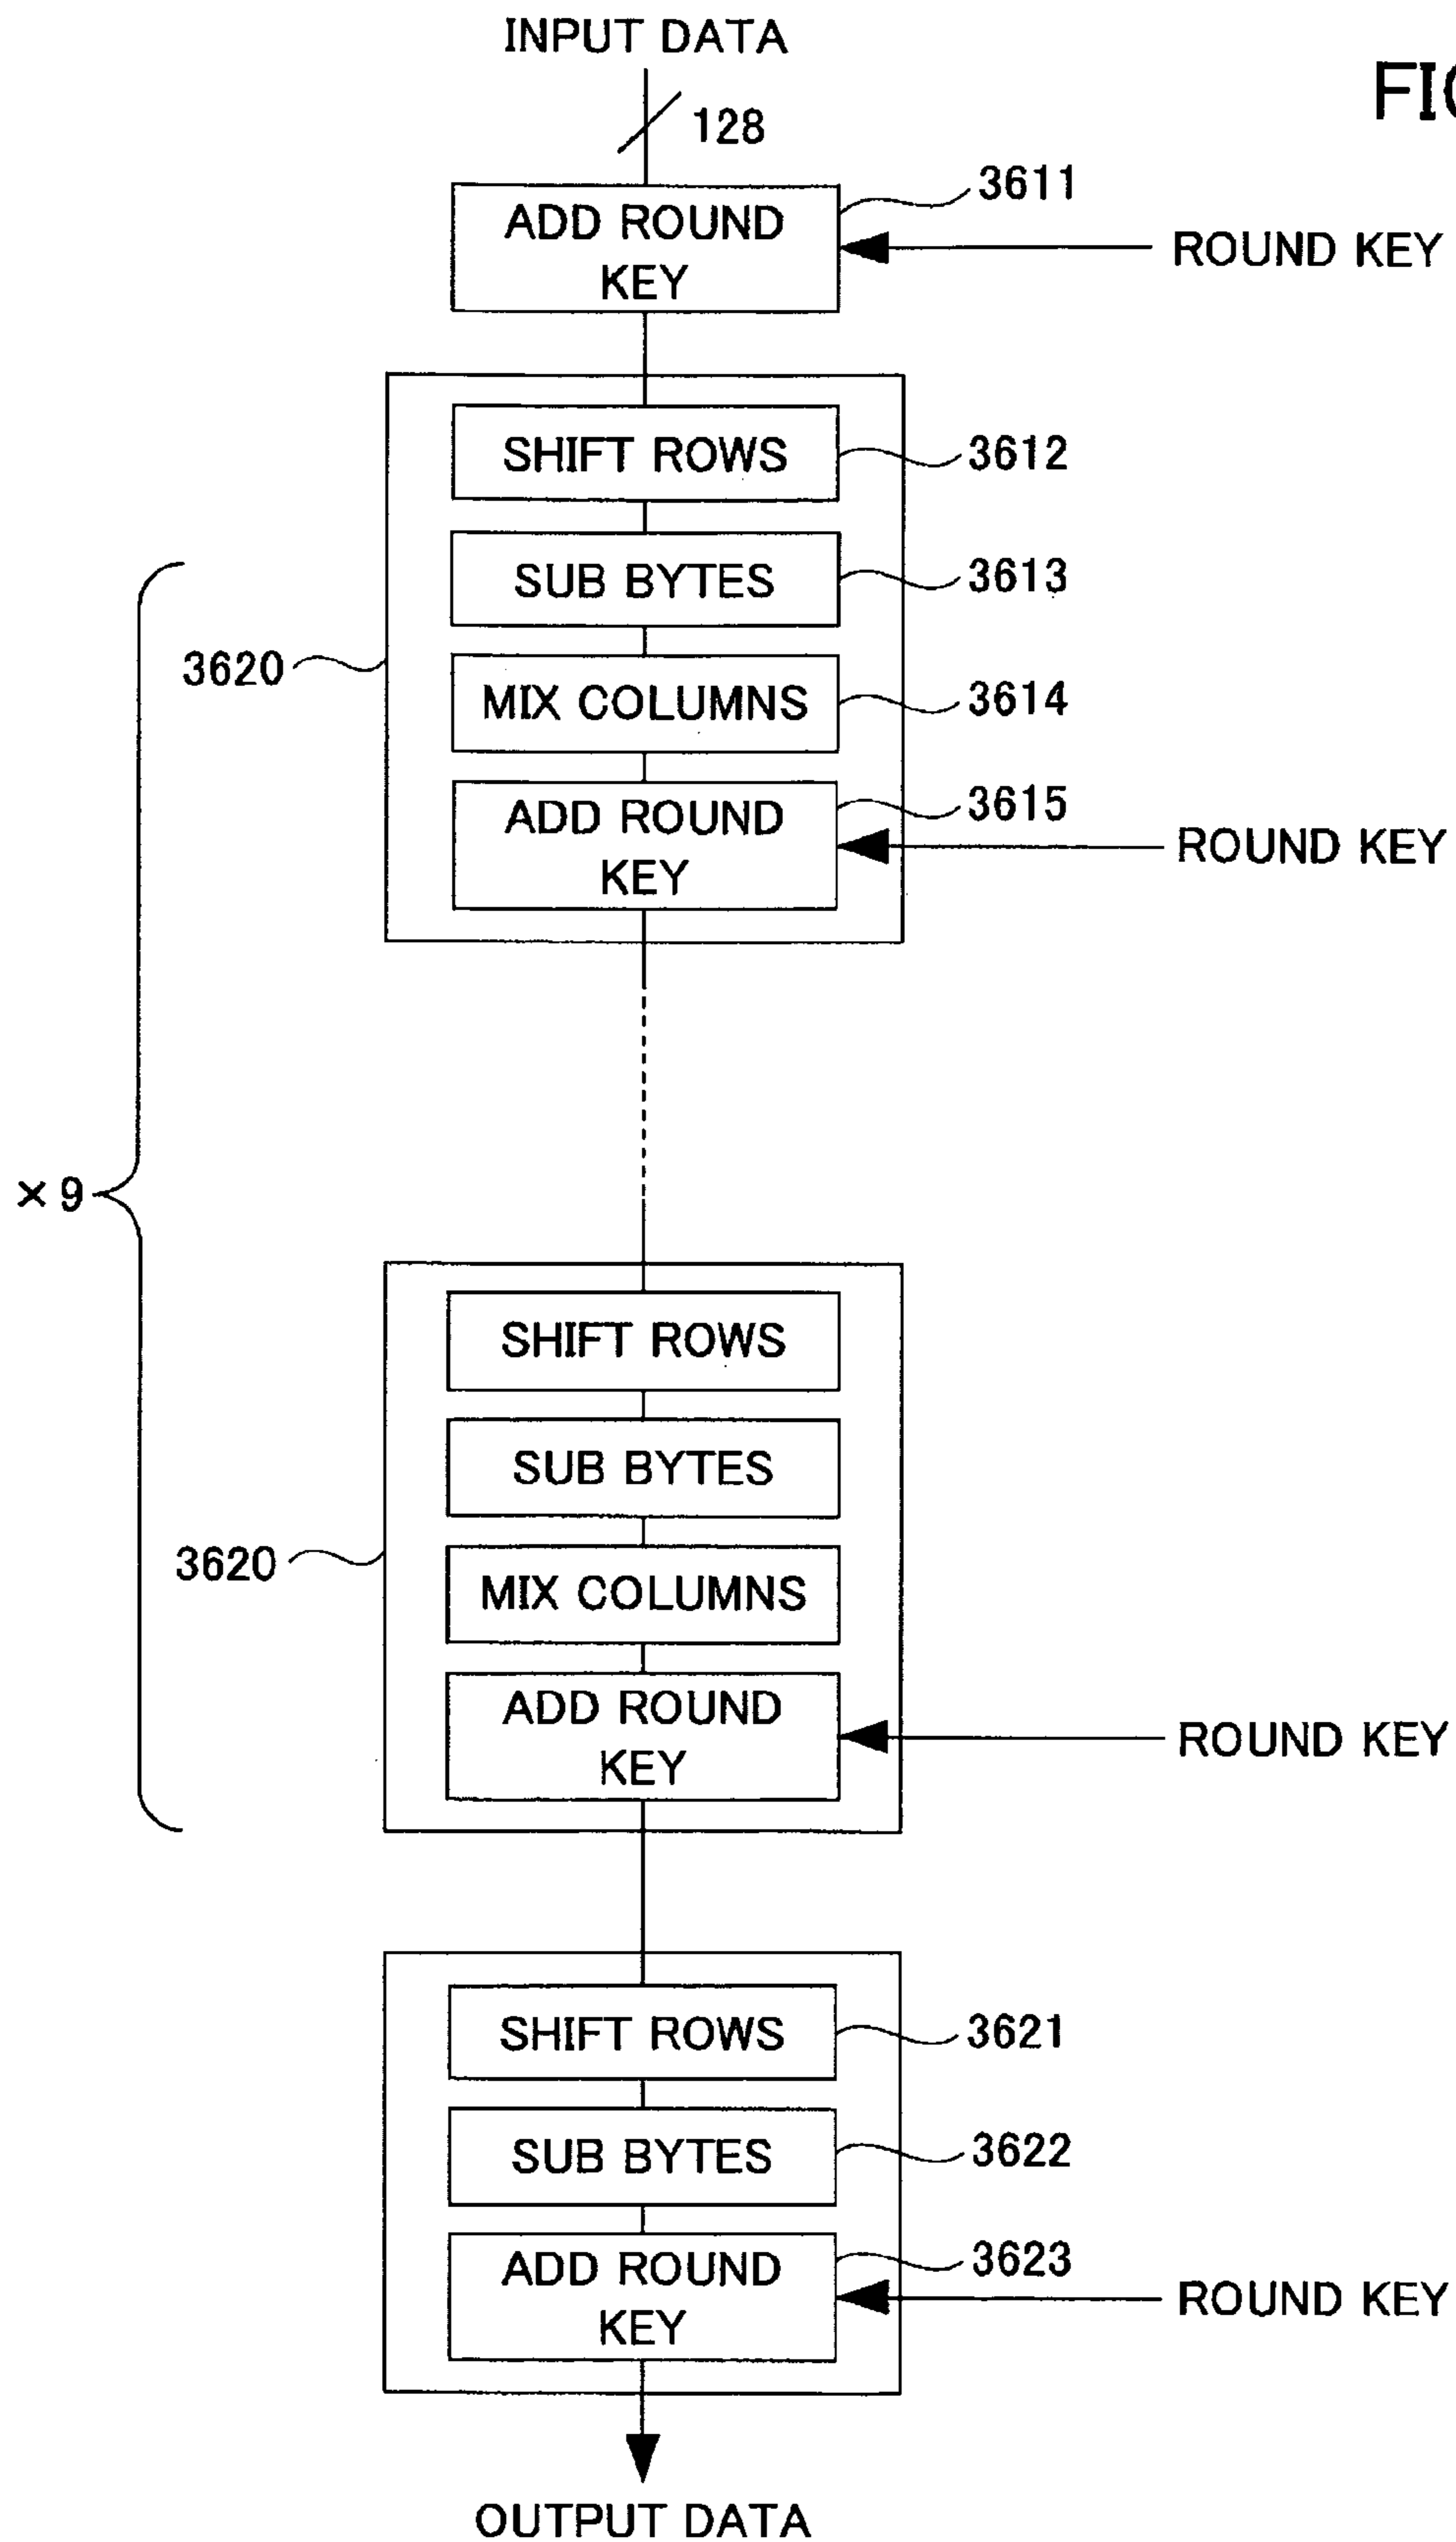 INPUT DATA
FIG
128
3611
ADD ROUND
KEY
ROUND KEY
SHIFT ROWS
3612
SUB BYTES
3613
3620
MIX COLUMNS
3614
3615
ADD ROUND
KEY
ROUND KEY
×9
SHIFT ROWS
SUB BYTES
3620
MIX COLUMNS
ADD ROUND
KEY
ROUND KEY
SHIFT ROWS
3621
SUB BYTES
3622
3623
ADD ROUND
KEY
ROUND KEY
OUTPUT DATA